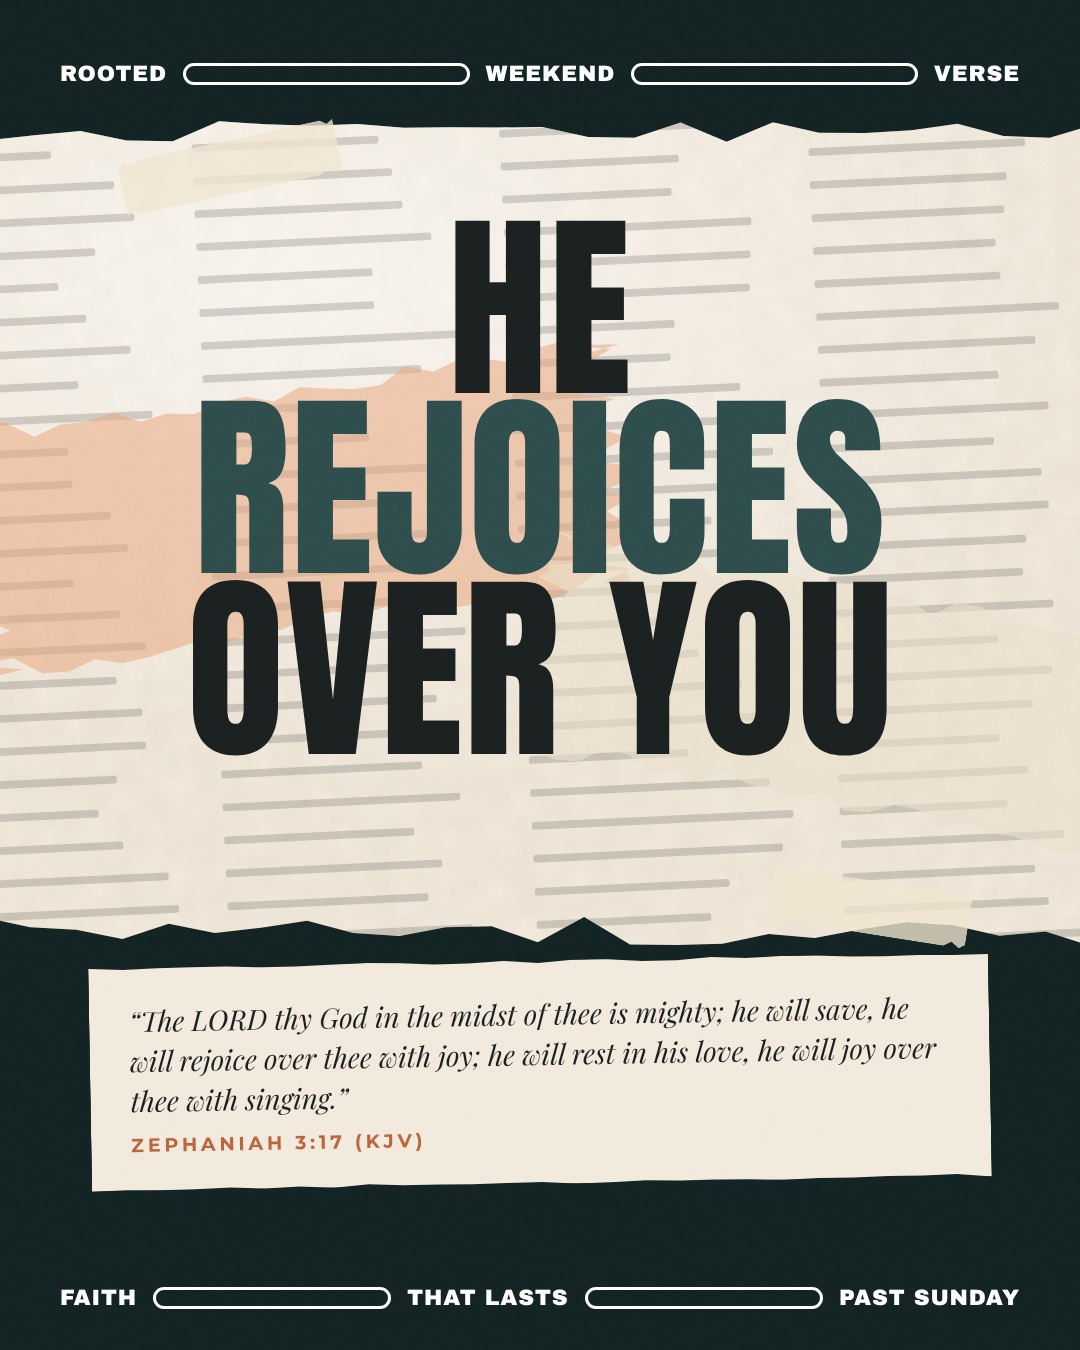 ROOTED WEEKEND VERSE
HE
REJOICES
OVER YOU
“The LORD thy God in the midst of thee is mighty; he will save, he
will rejoice over thee with joy; he will rest in his love, he will joy over
thee with singing.”
ZEPHANIAH 3:17 (KJV)
FAITH THAT LASTS PAST SUNDAY